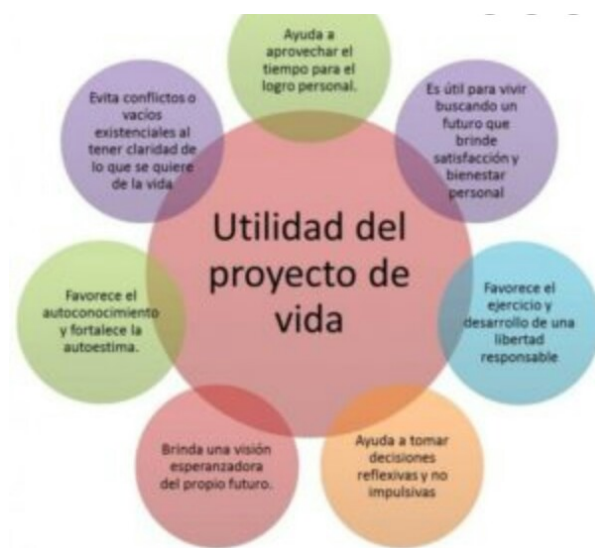 Utilidad del
proyecto de
vida
Ayuda a
aprovechar el
tiempo para el
logro personal.
Es útil para vivir
buscando un
futuro que
brinde
satisfacción y
bienestar
personal
Favorece el
ejercicio y
desarrollo de una
libertad
responsable
Ayuda a tomar
decisiones
reflexivas y no
impulsivas
Brinda una visión
esperanzadora
del propio futuro.
Favorece el
autoconocimiento
y fortalece la
autoestima.
Evita conflictos o
vacíos
existenciales al
tener claridad de
lo que se quiere
de la vida